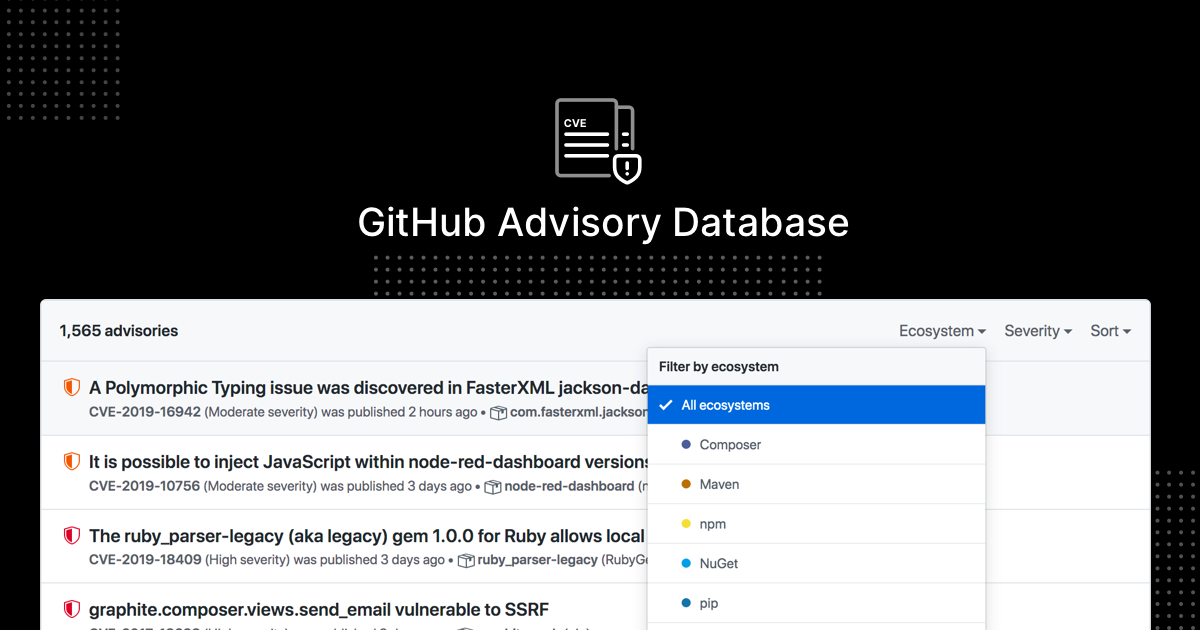 CVE
GitHub Advisory Database
1,565 advisories
Ecosystem
Severity
Sort
Filter by ecosystem
All ecosystems
Composer
Maven
npm
NuGet
pip
A Polymorphic Typing issue was discovered in FasterXML jackson-da
CVE-2019-16942 (Moderate severity) was published 2 hours ago • com.fasterxml.jackson
It is possible to inject JavaScript within node-red-dashboard versions
CVE-2019-10756 (Moderate severity) was published 3 days ago • node-red-dashboard (n
The ruby_parser-legacy (aka legacy) gem 1.0.0 for Ruby allows local
CVE-2019-18409 (High severity) was published 3 days ago • ruby_parser-legacy (RubyGe
graphite.composer.views.send_email vulnerable to SSRF